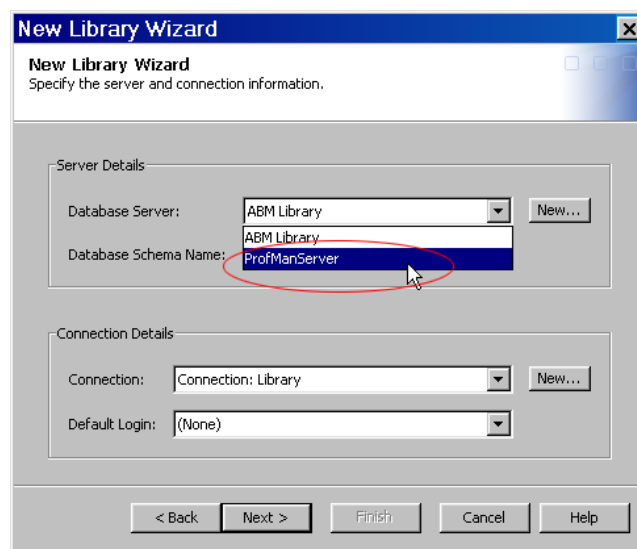 New Library Wizard
New Library Wizard
Specify the server and connection information.
Server Details
Database Server: ABM Library New...
ABM Library
Database Schema Name: ProfManServer
Connection Details
Connection: Connection: Library New...
Default Login: (None)
< Back Next > Finish Cancel Help